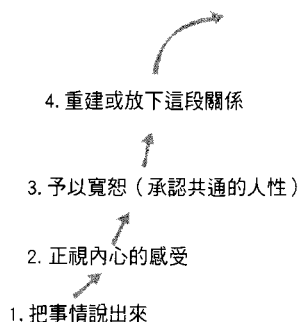 4. 重建或放下這段關係
3. 予以寬恕（承認共通的人性）
2. 正視內心的感受
1. 把事情說出來